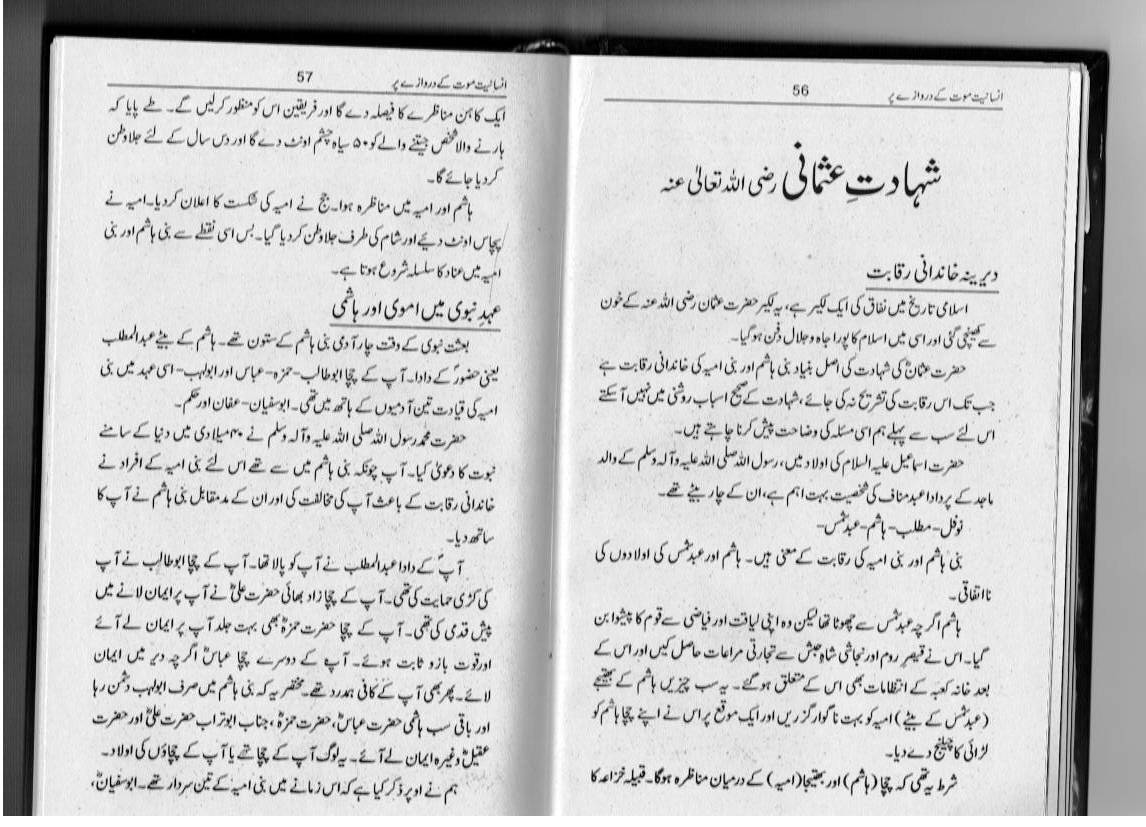 انسانیت موت کے دروازے پر
56
شہادتِ عثمانی رضی اللہ تعالیٰ عنہ
دیرینہ خاندانی رقابت
اسلامی تاریخ میں نفاق کی ایک لکیر ہے، یہ لکیر حضرت عثمان رضی اللہ عنہ کے خون
سے کھینچی گئی اور اسی میں اسلام کا پورا جاہ و جلال دفن ہو گیا۔
حضرت عثمانؓ کی شہادت کی اصل بنیاد بنی ہاشم اور بنی امیہ کی خاندانی رقابت ہے
جب تک اس رقابت کی تشریح نہ کی جائے، شہادت کے صحیح اسباب روشنی میں نہیں آ سکتے
اس لئے سب سے پہلے ہم اسی مسئلہ کی وضاحت پیش کرنا چاہتے ہیں۔
حضرت اسماعیل علیہ السلام کی اولاد میں، رسول اللہ صلی اللہ علیہ وآلہ وسلم کے والد
ماجد کے پردادا عبد مناف کی شخصیت بہت اہم ہے، ان کے چار بیٹے تھے۔
نوفل-مطلب-ہاشم-عبدشمس-
بنی ہاشم اور بنی امیہ کی رقابت کے معنی ہیں۔ ہاشم اور عبدشمس کی اولادوں کی
نااتفاقی۔
ہاشم اگرچہ عبدشمس سے چھوٹا تھا لیکن وہ اپنی لیاقت اور فیاضی سے قوم کا پیشوا بن
گیا۔ اس نے قیصر روم اور نجاشی شاہ حبش سے تجارتی مراعات حاصل کیں اور اس کے
بعد خانہ کعبہ کے انتظامات بھی اس کے متعلق ہو گئے۔ یہ سب چیزیں ہاشم کے بھتیجے
(عبدشمس کے بیٹے) امیہ کو بہت ناگوار گزریں اور ایک موقع پر اس نے اپنے چچا ہاشم کو
لڑائی کا چیلنج دے دیا۔
شرط یہ تھی کہ چچا (ہاشم) اور بھتیجا (امیہ) کے درمیان مناظرہ ہوگا۔ قبیلہ خزاعہ کا
انسانیت موت کے دروازے پر
57
ایک کاہن مناظرے کا فیصلہ دے گا اور فریقین اس کو منظور کرلیں گے۔ طے پایا کہ
ہارنے والا شخص جیتنے والے کو ۵۰ سیاہ چشم اونٹ دے گا اور دس سال کے لئے جلاوطن
کر دیا جائے گا۔
ہاشم اور امیہ میں مناظرہ ہوا۔ جج نے امیہ کی شکست کا اعلان کر دیا۔ امیہ نے
پچاس اونٹ دیئے اور شام کی طرف جلاوطن کر دیا گیا۔ بس اسی نقطے سے بنی ہاشم اور بنی
امیہ میں عناد کا سلسلہ شروع ہوتا ہے۔
عہدِ نبوی میں اموی اور ہاشمی
بعثت نبوی کے وقت چار آدمی بنی ہاشم کے ستون تھے۔ ہاشم کے بیٹے عبدالمطلب
یعنی حضورؐ کے دادا۔ آپ کے چچا ابوطالب-حمزہ-عباس اور ابولہب-اسی عہد میں بنی
امیہ کی قیادت تین آدمیوں کے ہاتھ میں تھی۔ ابوسفیان-عفان اور حکم۔
حضرت محمد رسول اللہ صلی اللہ علیہ وآلہ وسلم نے ۴۰ میلادی میں دنیا کے سامنے
نبوت کا دعویٰ کیا۔ آپ چونکہ بنی ہاشم میں سے تھے اس لئے بنی امیہ کے افراد نے
خاندانی رقابت کے باعث آپ کی مخالفت کی اور ان کے مدمقابل بنی ہاشم نے آپ کا
ساتھ دیا۔
آپؐ کے دادا عبدالمطلب نے آپ کو پالا تھا۔ آپ کے چچا ابوطالب نے آپ
کی کڑی حمایت کی تھی۔ آپ کے چچا زاد بھائی حضرت علیؓ نے آپ پر ایمان لانے میں
پیش قدمی کی تھی۔ آپ کے چچا حضرت حمزہؓ بھی بہت جلد آپ پر ایمان لے آئے
اور قوت بازو ثابت ہوئے۔ آپ کے دوسرے چچا عباسؓ اگرچہ دیر میں ایمان
لائے۔ پھر بھی آپ کے کافی ہمدرد تھے۔ مختصر یہ کہ بنی ہاشم میں صرف ابولہب دشمن رہا
اور باقی سب ہاشمی حضرت عباسؓ، حضرت حمزہؓ، جناب ابوتراب حضرت علیؓ اور حضرت
عقیلؓ وغیرہ ایمان لے آئے۔ یہ لوگ آپ کے چچا تھے یا آپ کے چچاؤں کی اولاد۔
ہم نے اوپر ذکر کیا ہے کہ اس زمانے میں بنی امیہ کے تین سردار تھے۔ ابوسفیانؓ،